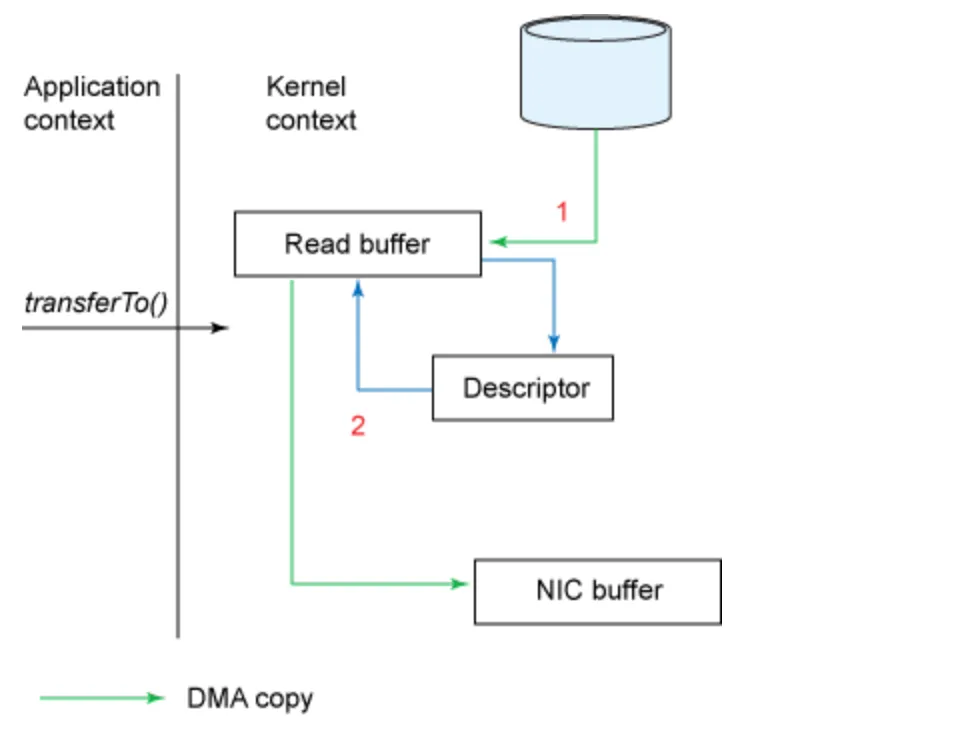 Application
context
Kernel
context
1
Read buffer
transferTo()
Descriptor
2
NIC buffer
DMA copy